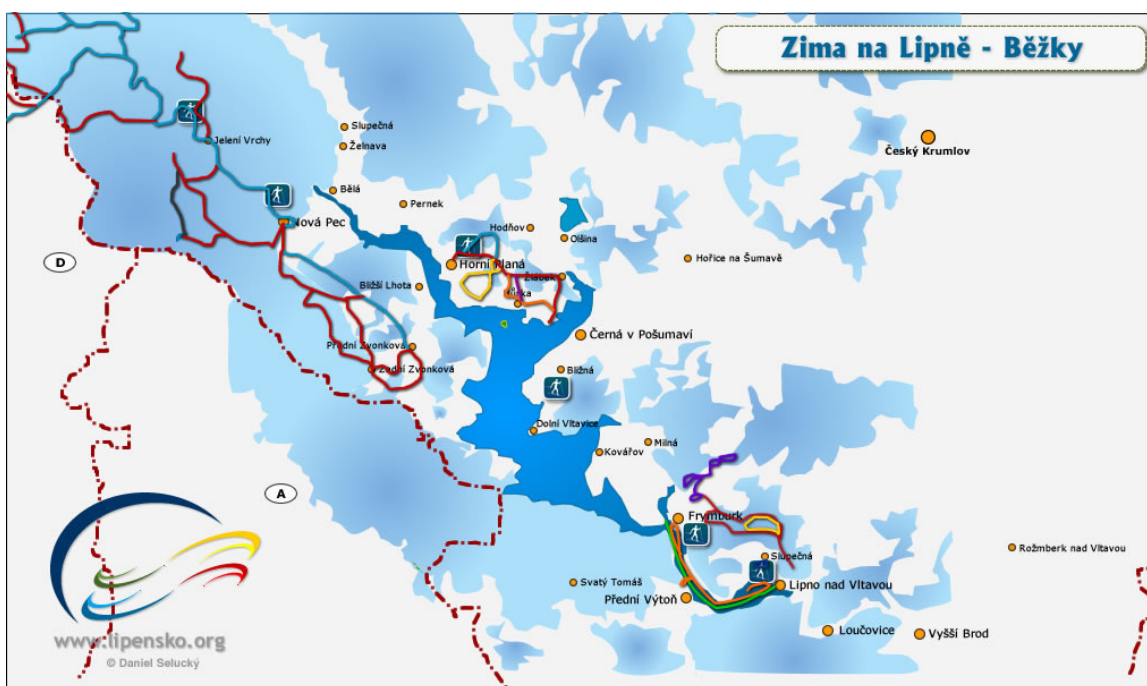 Zima na Lipně - Běžky
Slupečná
Český Krumlov
Jelení Vrchy
Želnava
Bělá
Pernek
Nová Pec
Hodňov
Olšina
D
Horní Planá
Hořice na Šumavě
Žlábek
Bližší Lhota
Černá v Pošumaví
Přední Zvonková
Zadní Zvonková
Bližná
Dolní Vltavice
Milná
Kovářov
A
Frymburk
Rožmberk nad Vltavou
Slupečná
Svatý Tomáš
Lipno nad Vltavou
Přední Výtoň
Loučovice
Vyšší Brod
www.lipensko.org
© Daniel Selucký